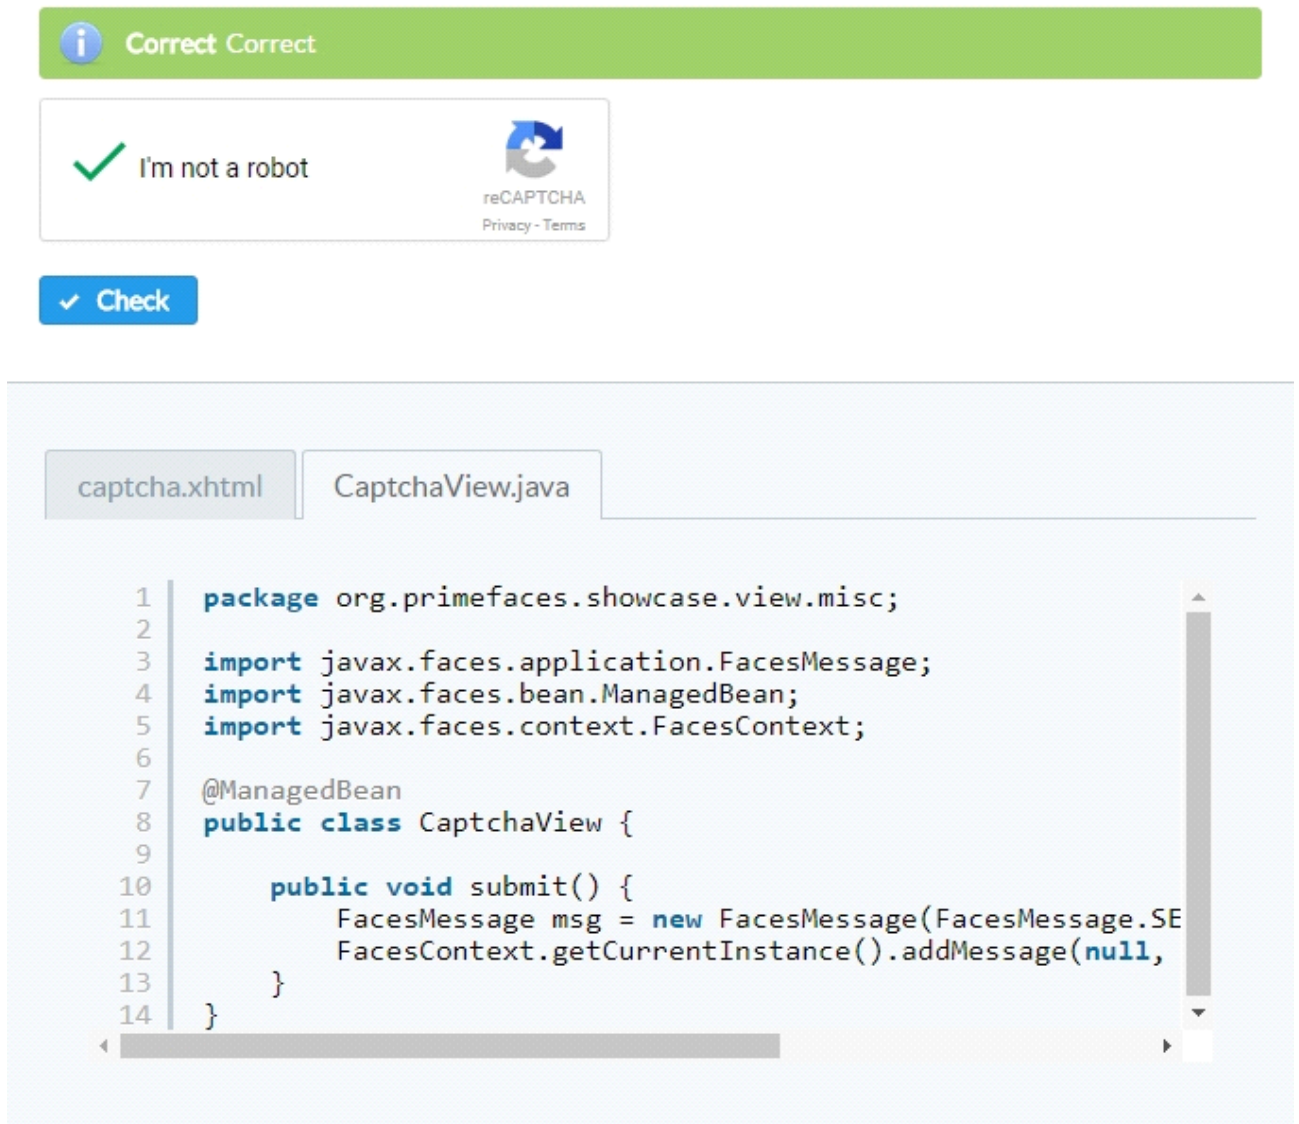 Correct Correct
I'm not a robot
reCAPTCHA
Privacy - Terms
Check
captcha.xhtml CaptchaView.java
1 package org.primefaces.showcase.view.misc;
2
3 import javax.faces.application.FacesMessage;
4 import javax.faces.bean.ManagedBean;
5 import javax.faces.context.FacesContext;
6
7 @ManagedBean
8 public class CaptchaView {
9
10     public void submit() {
11         FacesMessage msg = new FacesMessage(FacesMessage.SE
12         FacesContext.getCurrentInstance().addMessage(null,
13     }
14 }